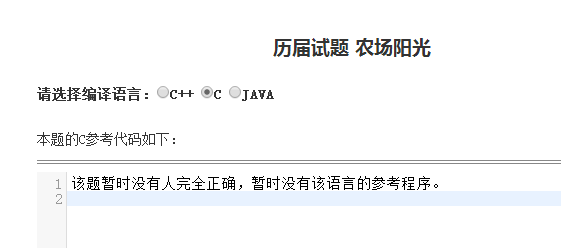 历届试题 农场阳光
请选择编译语言：C++ C JAVA
本题的C参考代码如下：
1 该题暂时没有人完全正确，暂时没有该语言的参考程序。
2